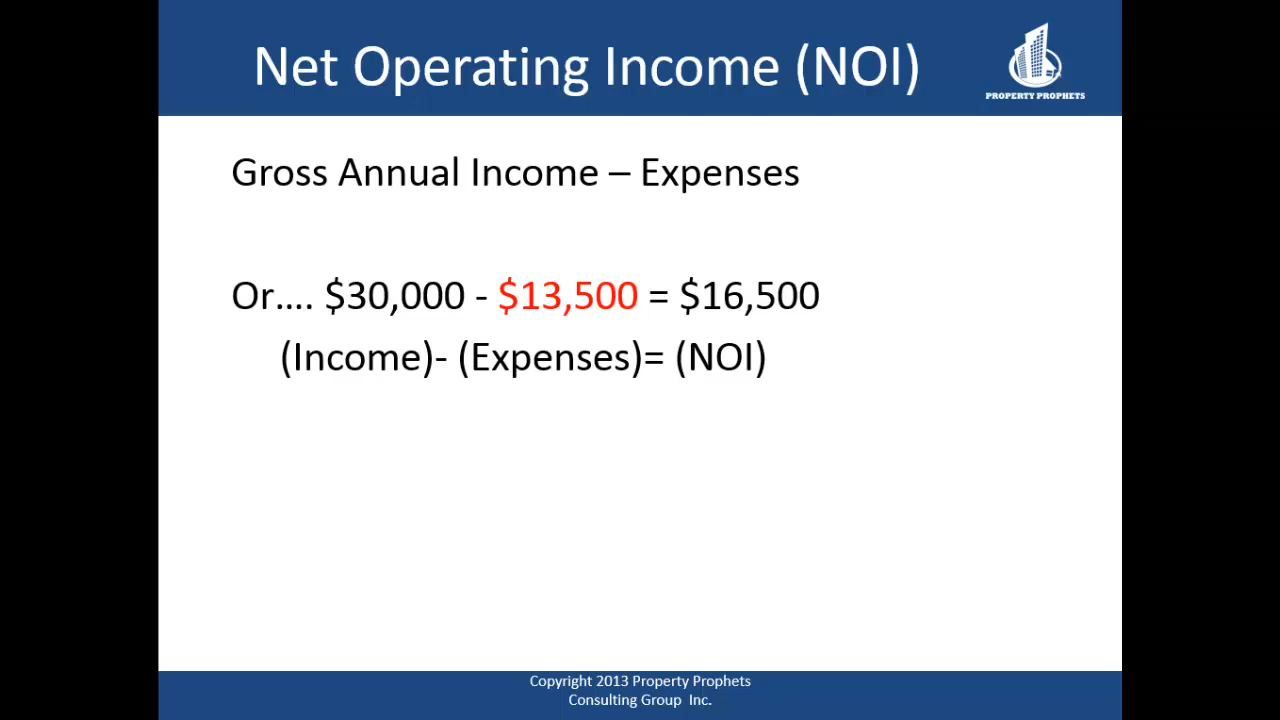 Net Operating Income (NOI)
PROPERTY PROPHETS
Gross Annual Income – Expenses
Or…. $30,000 - $13,500 = $16,500
(Income)- (Expenses)= (NOI)
Copyright 2013 Property Prophets
Consulting Group  Inc.